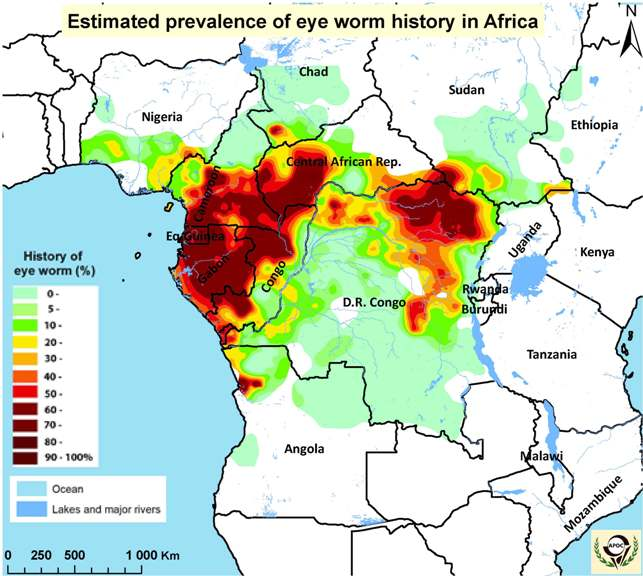 Estimated prevalence of eye worm history in Africa
N
Chad
Sudan
Nigeria
Ethiopia
Central African Rep.
Cameroon
Eq.Guinea
Uganda
Kenya
Gabon
Congo
D.R. Congo
Rwanda
Burundi
Tanzania
Angola
Malawi
Mozambique
History of
eye worm (%)
0 -
5 -
10 -
20 -
30 -
40 -
50 -
60 -
70 -
80 -
90 - 100%
Ocean
Lakes and major rivers
0 250 500 1 000 Km
APOC